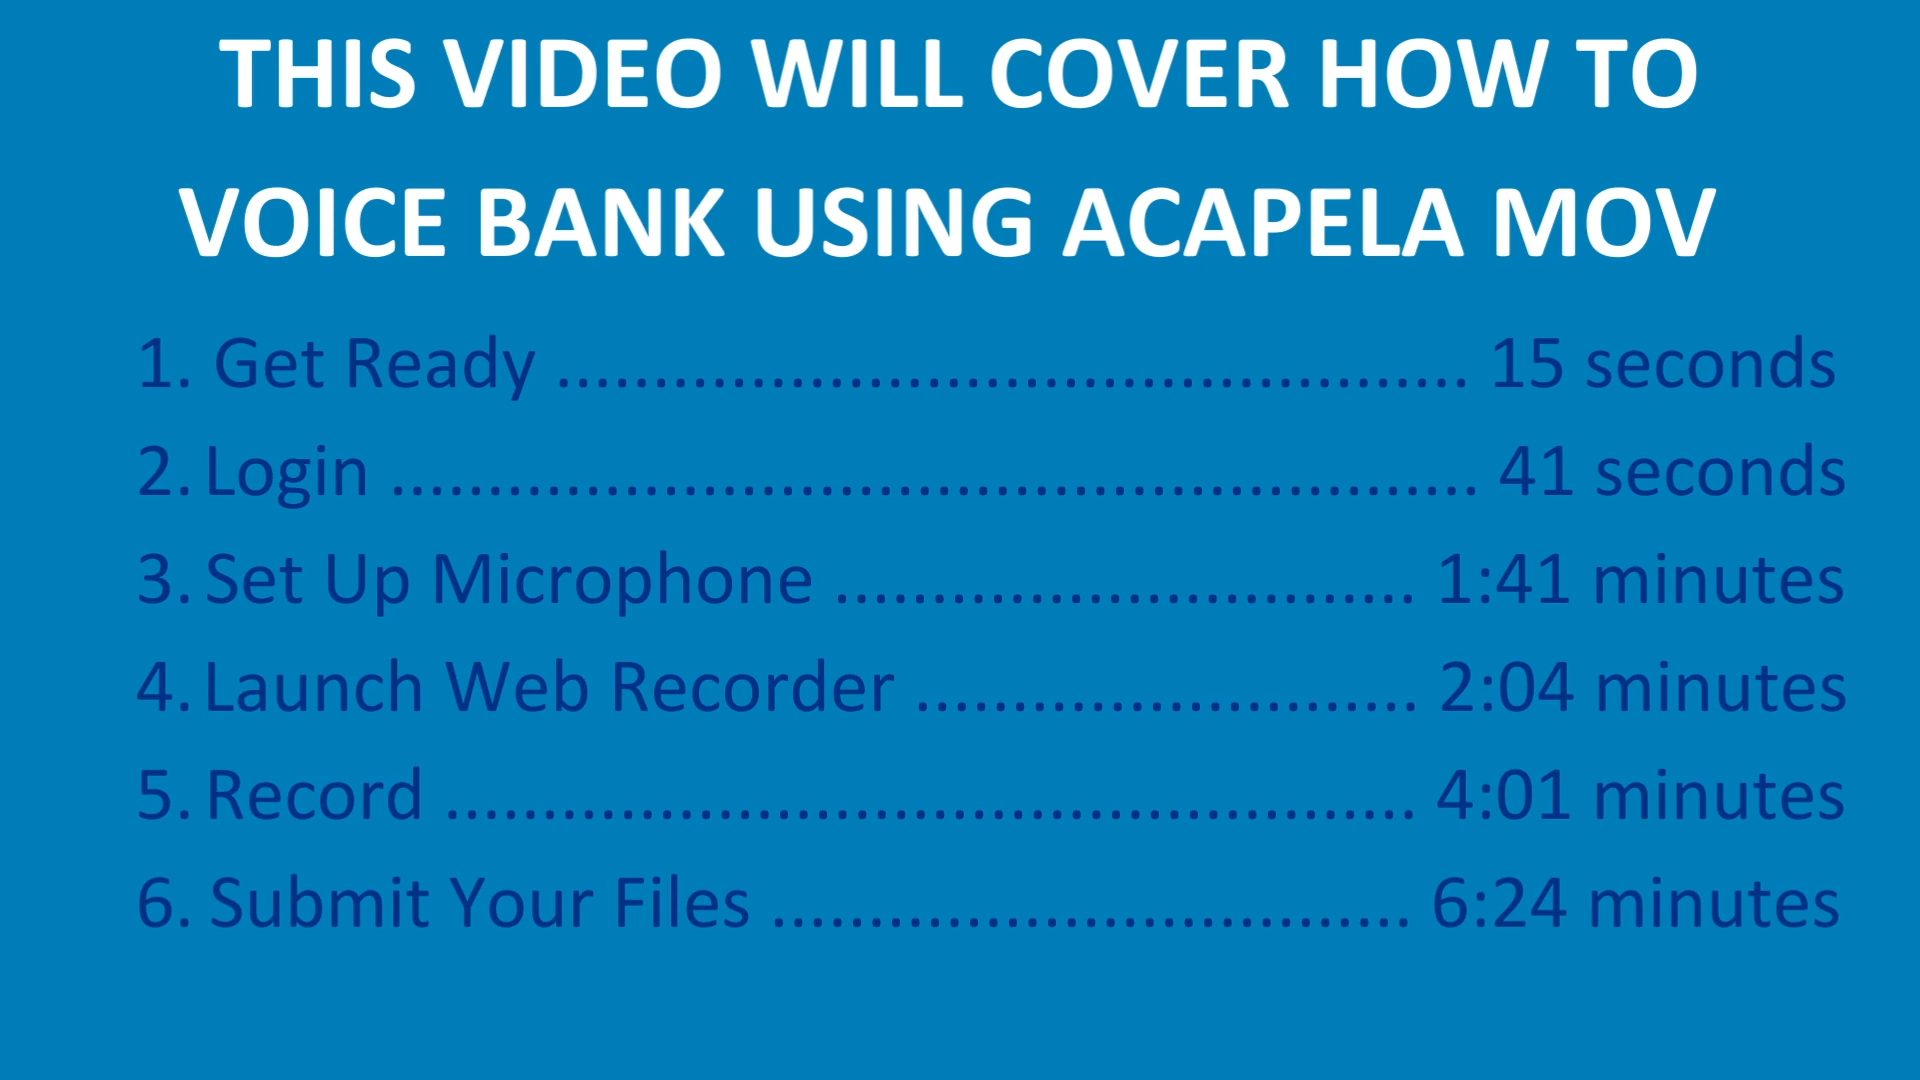 THIS VIDEO WILL COVER HOW TO
VOICE BANK USING ACAPELA MOV
1. Get Ready ............................................... 15 seconds
2. Login ........................................................ 41 seconds
3. Set Up Microphone .............................. 1:41 minutes
4. Launch Web Recorder .......................... 2:04 minutes
5. Record .................................................. 4:01 minutes
6. Submit Your Files ................................. 6:24 minutes